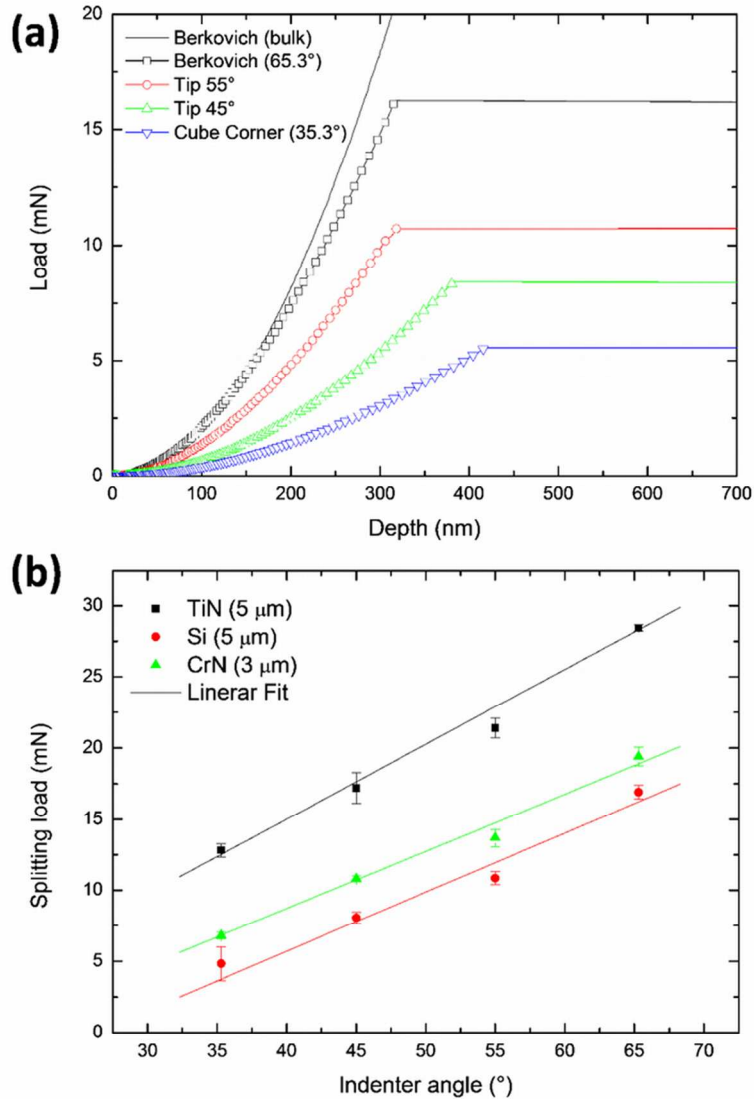 (a)
20
15
10
5
0
Load (mN)
Berkovich (bulk)
Berkovich (65.3°)
Tip 55°
Tip 45°
Cube Corner (35.3°)
0 100 200 300 400 500 600 700
Depth (nm)
(b)
30
25
20
15
10
5
0
Splitting load (mN)
TiN (5 μm)
Si (5 μm)
CrN (3 μm)
Linerar Fit
30 35 40 45 50 55 60 65 70
Indenter angle (°)